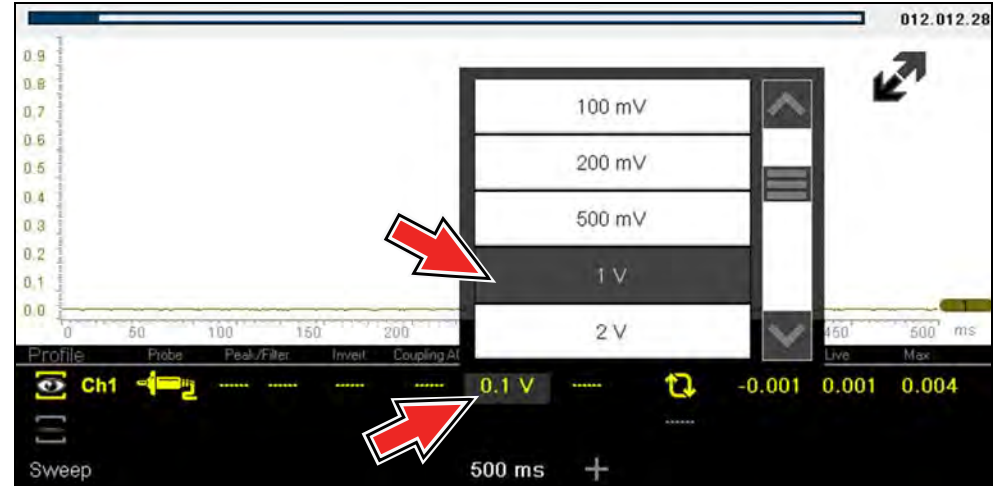 012.012.28
0.9
0.8
0.7
0.6
0.5
0.4
0.3
0.2
0.1
0.0
100 mV
200 mV
500 mV
1 V
2 V
0 50 100 150 200 450 500 ms
Profile Probe Peak/Filter Invert Coupling AC Live Max
Ch1 ------ ------ ------ ------ 0.1 V ------ -0.001 0.001 0.004
------
Sweep 500 ms +